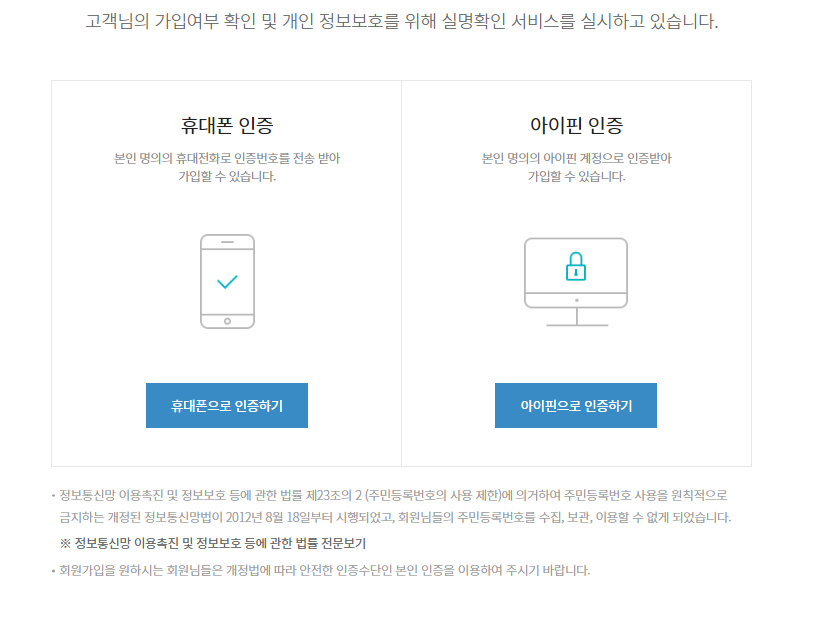 고객님의 가입여부 확인 및 개인 정보보호를 위해 실명확인 서비스를 실시하고 있습니다.
휴대폰 인증
본인 명의의 휴대전화로 인증번호를 전송 받아
가입할 수 있습니다.
휴대폰으로 인증하기
아이핀 인증
본인 명의의 아이핀 계정으로 인증받아
가입할 수 있습니다.
아이핀으로 인증하기
• 정보통신망 이용촉진 및 정보보호 등에 관한 법률 제23조의 2 (주민등록번호의 사용 제한)에 의거하여 주민등록번호 사용을 원칙적으로
금지하는 개정된 정보통신망법이 2012년 8월 18일부터 시행되었고, 회원님들의 주민등록번호를 수집, 보관, 이용할 수 없게 되었습니다.
※ 정보통신망 이용촉진 및 정보보호 등에 관한 법률 전문보기
• 회원가입을 원하시는 회원님들은 개정법에 따라 안전한 인증수단인 본인 인증을 이용하여 주시기 바랍니다.